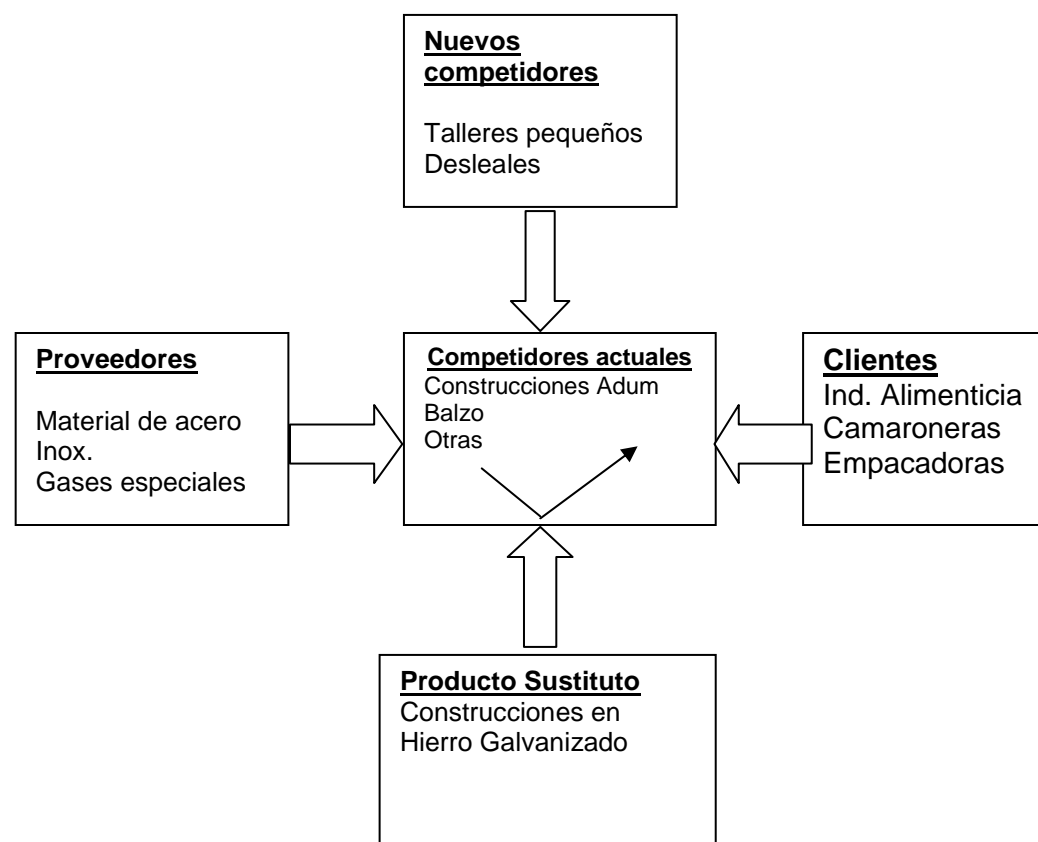 Nuevos
competidores
Talleres pequeños
Desleales
Proveedores
Material de acero
Inox.
Gases especiales
Competidores actuales
Construcciones Adum
Balzo
Otras
Clientes
Ind. Alimenticia
Camaroneras
Empacadoras
Producto Sustituto
Construcciones en
Hierro Galvanizado